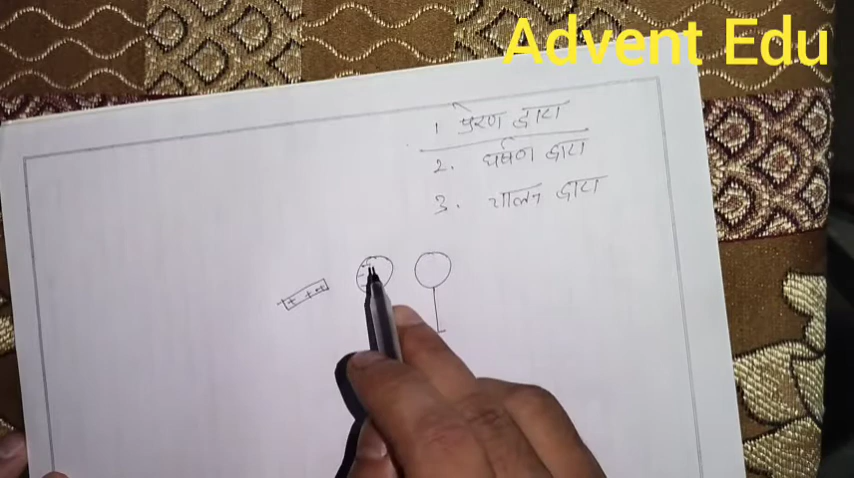 Advent Edu
1 प्रेरण द्वारा
2. घर्षण द्वारा
3. चालन द्वारा
+ + +